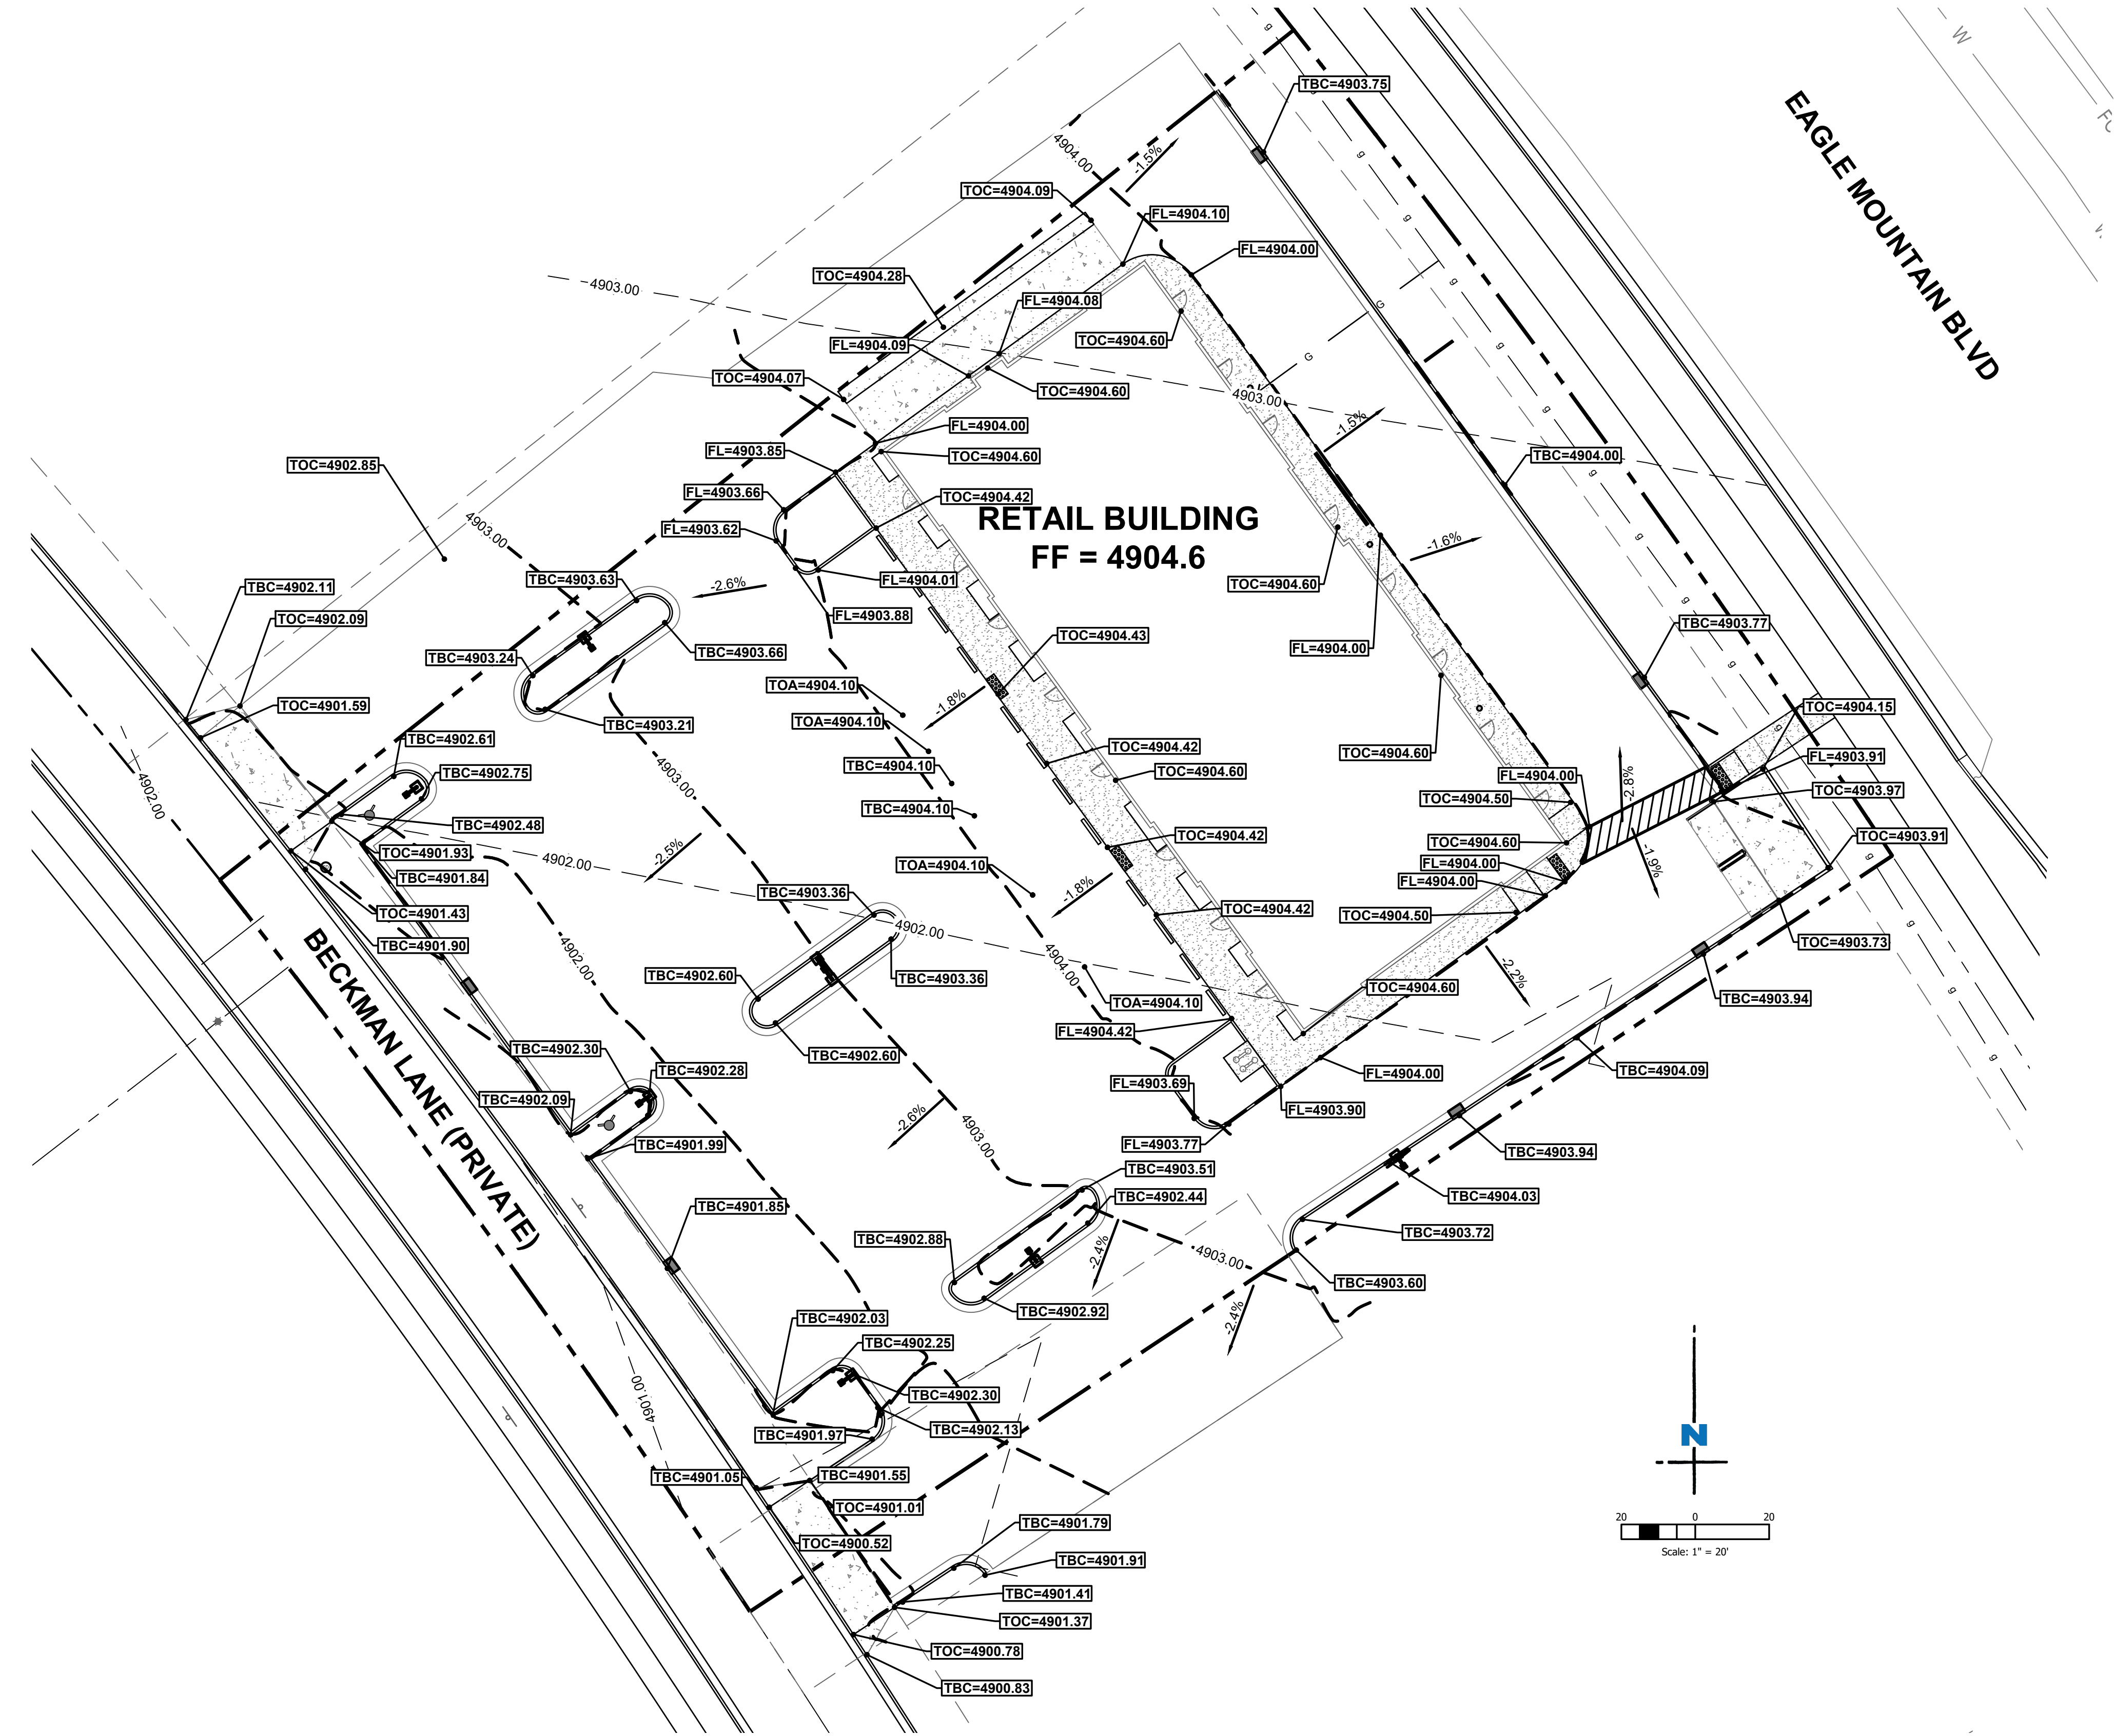 W
FO
EAGLE MOUNTAIN BLVD
TBC=4903.75
4904.00
-1.5%
TOC=4904.09
FL=4904.10
FL=4904.00
TOC=4904.28
4903.00
FL=4904.08
TOC=4904.60
FL=4904.09
TOC=4904.07
TOC=4904.60
4903.00
G
G
-1.5%
FL=4904.00
FL=4903.85
TOC=4904.60
TBC=4904.00
TOC=4902.85
FL=4903.66
TOC=4904.42
RETAIL BUILDING
FF = 4904.6
4903.00
FL=4903.62
-1.6%
TBC=4903.63
-2.6%
FL=4904.01
TOC=4904.60
TBC=4902.11
TOC=4902.09
FL=4903.88
TBC=4903.77
TOC=4904.43
FL=4904.00
TBC=4903.24
TBC=4903.66
TOA=4904.10
-1.8%
TOC=4901.59
TOC=4904.15
TBC=4903.21
TOA=4904.10
TBC=4902.61
TOC=4904.42
TOC=4904.60
FL=4903.91
TBC=4904.10
TOC=4904.60
TBC=4902.75
4903.00
FL=4904.00
4902.00
-2.8%
TOC=4903.97
TBC=4904.10
TOC=4904.50
TBC=4902.48
TOC=4904.42
TOC=4903.91
TOC=4904.60
TOC=4901.93
-2.5%
4902.00
TOA=4904.10
FL=4904.00
-1.9%
TBC=4901.84
-1.8%
FL=4904.00
TBC=4903.36
TOC=4901.43
TOC=4904.42
TOC=4904.50
4902.00
TBC=4901.90
TOC=4903.73
BECKMAN LANE (PRIVATE)
4902.00
4904.00
-2.2%
TBC=4902.60
TBC=4903.36
TOC=4904.60
TBC=4903.94
TOA=4904.10
FL=4904.42
TBC=4902.30
TBC=4902.60
TBC=4902.28
FL=4904.00
TBC=4904.09
FL=4903.69
TBC=4902.09
-2.6%
FL=4903.90
4903.00
TBC=4901.99
FL=4903.77
TBC=4903.94
TBC=4903.51
TBC=4902.44
TBC=4904.03
TBC=4901.85
TBC=4903.72
TBC=4902.88
-2.4%
4903.00
TBC=4903.60
TBC=4902.92
TBC=4902.03
-2.4%
TBC=4902.25
4901.00
TBC=4902.30
TBC=4902.13
TBC=4901.97
N
TBC=4901.05
TBC=4901.55
TOC=4901.01
20 0 20
TBC=4901.79
TOC=4900.52
Scale: 1" = 20'
TBC=4901.91
TBC=4901.41
TOC=4901.37
TOC=4900.78
TBC=4900.83